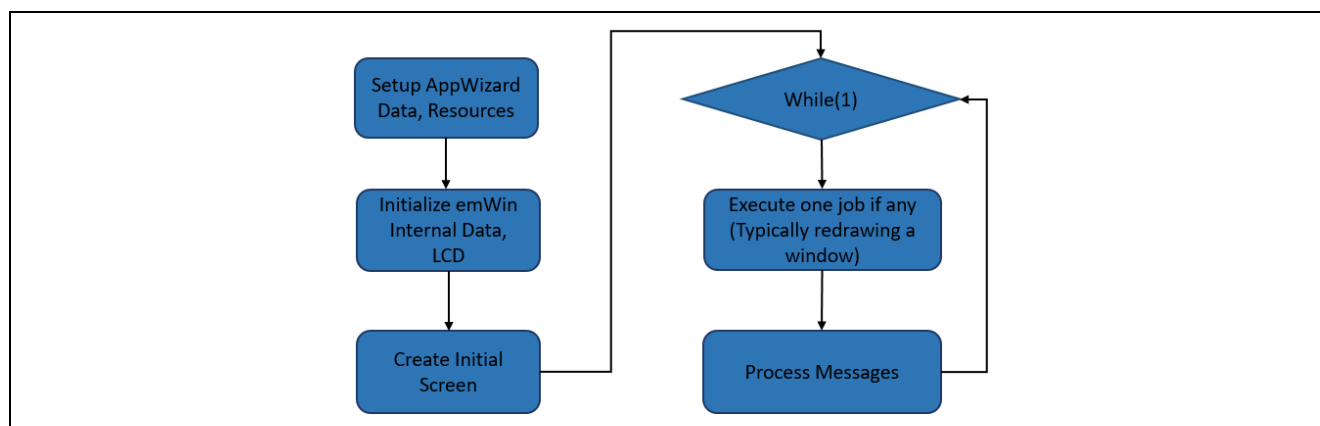 Setup AppWizard
Data, Resources
Initialize emWin
Internal Data,
LCD
Create Initial
Screen
While(1)
Execute one job if any
(Typically redrawing a
window)
Process Messages